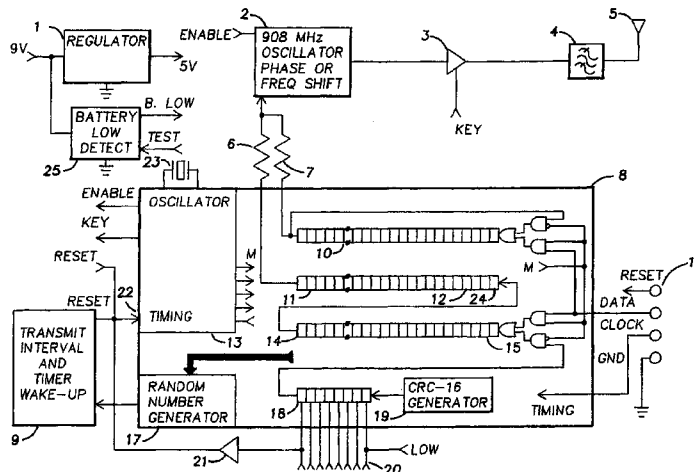 1
REGULATOR
9V
5V
2
ENABLE
908 MHz
OSCILLATOR
PHASE OR
FREQ SHIFT
3
KEY
4
5
B. LOW
BATTERY
LOW
DETECT
TEST
25
23
6
7
8
ENABLE
KEY
RESET
RESET
22
OSCILLATOR
M
TIMING
13
10
11
12
24
14
15
M
RESET
1
DATA
CLOCK
GND
TIMING
TRANSMIT
INTERVAL
AND
TIMER
WAKE-UP
9
RANDOM
NUMBER
GENERATOR
17
18
CRC-16
GENERATOR
19
21
LOW
20